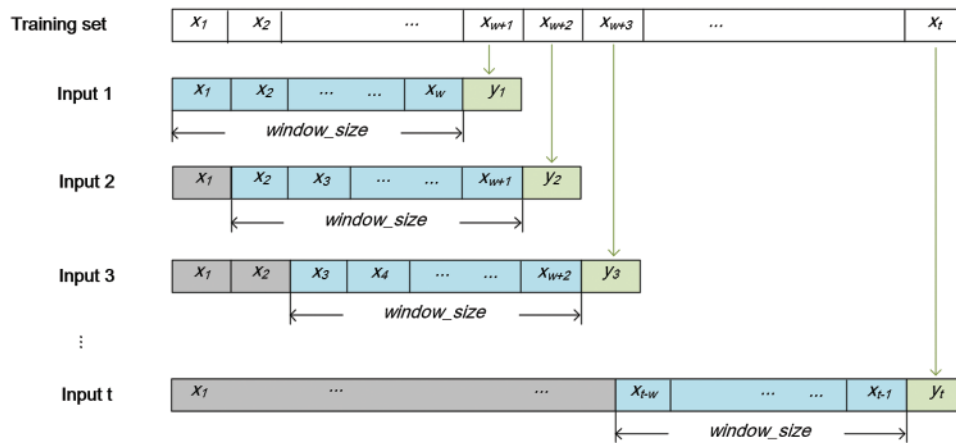 Training set x₁ x₂ ... xw+1 xw+2 xw+3 ... xt
Input 1 x₁ x₂ ... ... xw y₁
window_size
Input 2 x₁ x₂ x₃ ... ... xw+1 y₂
window_size
Input 3 x₁ x₂ x₃ x₄ ... ... xw+2 y₃
window_size
...
Input t x₁ ... ... xt-w ... ... xt-1 yt
window_size